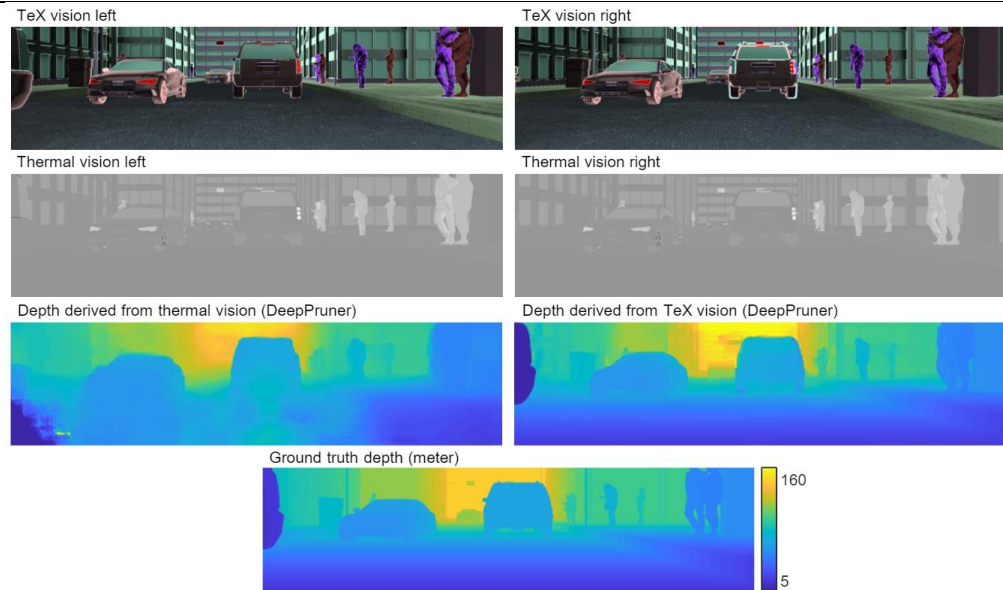 TeX vision left
TeX vision right
Thermal vision left
Thermal vision right
Depth derived from thermal vision (DeepPruner)
Depth derived from TeX vision (DeepPruner)
Ground truth depth (meter)
160
5